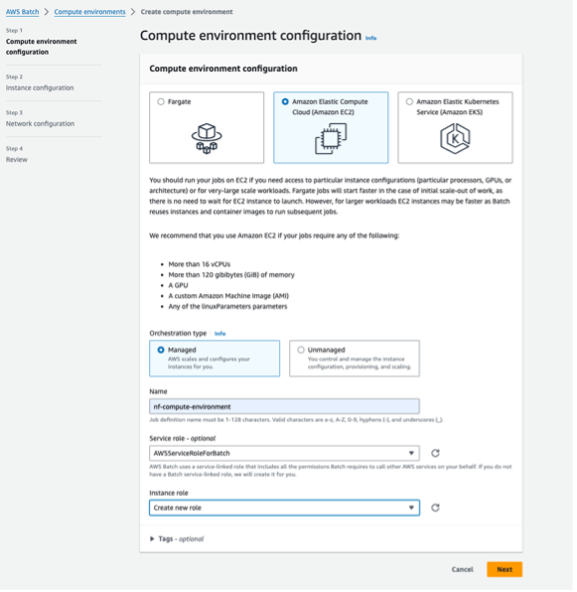 AWS Batch > Compute environments > Create compute environment
Step 1
Compute environment
configuration
Step 2
Instance configuration
Step 3
Network configuration
Step 4
Review
Compute environment configuration Info
Compute environment configuration
Fargate
Amazon Elastic Compute
Cloud (Amazon EC2)
Amazon Elastic Kubernetes
Service (Amazon EKS)
You should run your jobs on EC2 if you need access to particular instance configurations (particular processors, GPUs, or
architecture) or for very-large scale workloads. Fargate jobs will start faster in the case of initial scale-out of work, as
there is no need to wait for EC2 instance to launch. However, for larger workloads EC2 instances may be faster as Batch
reuses instances and container images to run subsequent jobs.
We recommend that you use Amazon EC2 if your jobs require any of the following:
• More than 16 vCPUs
• More than 120 gibibytes (GiB) of memory
• A GPU
• A custom Amazon Machine Image (AMI)
• Any of the linuxParameters parameters
Orchestration type Info
Managed
AWS scales and configures your
instances for you.
Unmanaged
You control and manage the instance
configuration, provisioning, and scaling.
Name
nf-compute-environment
Job definition name must be 1-128 characters. Valid characters are a-z, A-Z, 0-9, hyphens (-), and underscores (_).
Service role - optional
AWSServiceRoleForBatch
AWS Batch uses a service-linked role that includes all the permissions Batch requires to call other AWS services on your behalf. If you do not
have a Batch service-linked role, we will create it for you.
Instance role
Create new role
Tags - optional
Cancel
Next